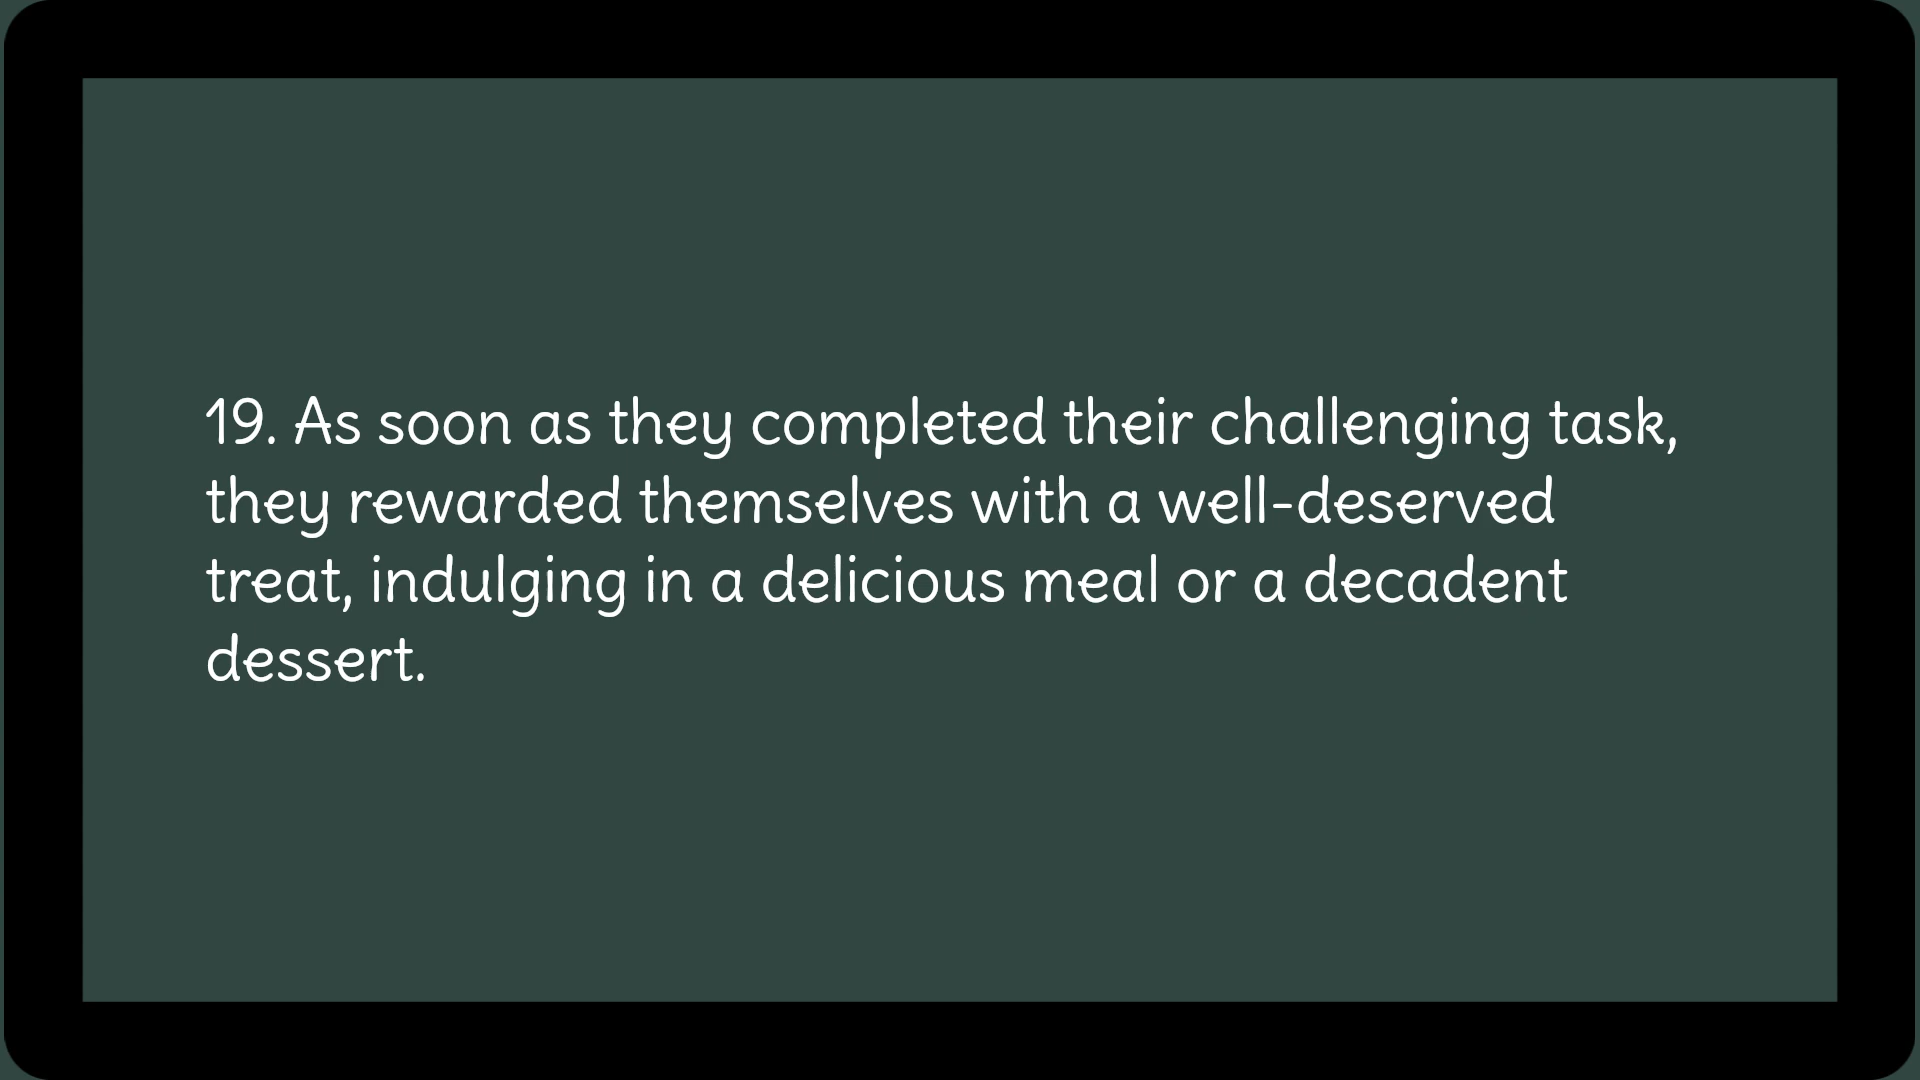 19. As soon as they completed their challenging task,
they rewarded themselves with a well-deserved
treat, indulging in a delicious meal or a decadent
dessert.